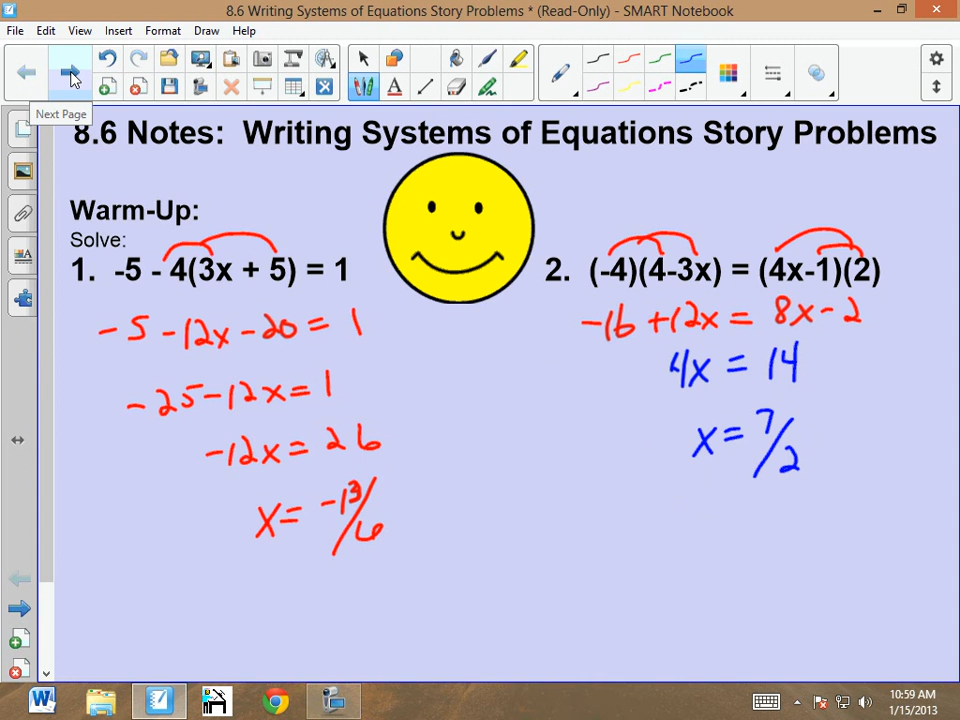 8.6 Writing Systems of Equations Story Problems * (Read-Only) - SMART Notebook
File Edit View Insert Format Draw Help
Next Page
8.6 Notes: Writing Systems of Equations Story Problems
Warm-Up:
Solve:
1. -5 - 4(3x + 5) = 1
-5 -12x -20 = 1
-25 -12x = 1
-12x = 26
x = -13/6
2. (-4)(4-3x) = (4x-1)(2)
-16 +12x = 8x - 2
4x = 14
x = 7/2
10:59 AM
1/15/2013